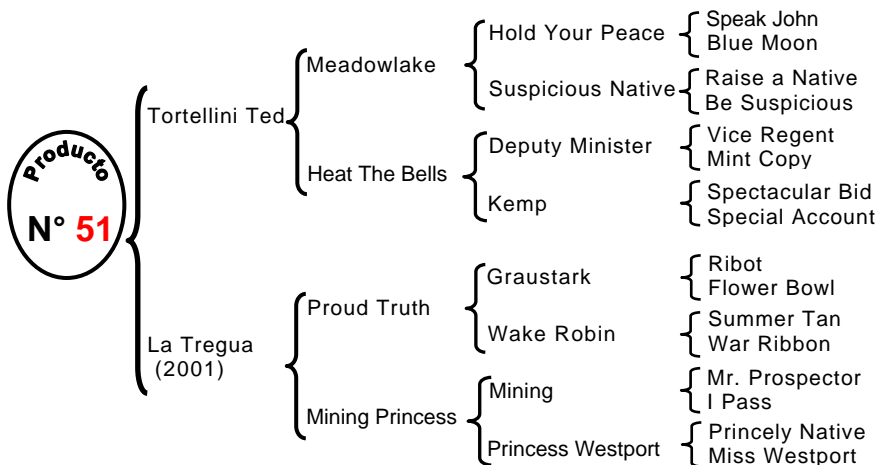 Producto
N° 51
Tortellini Ted
La Tregua
(2001)
Meadowlake
Heat The Bells
Proud Truth
Mining Princess
Hold Your Peace
Suspicious Native
Deputy Minister
Kemp
Graustark
Wake Robin
Mining
Princess Westport
Speak John
Blue Moon
Raise a Native
Be Suspicious
Vice Regent
Mint Copy
Spectacular Bid
Special Account
Ribot
Flower Bowl
Summer Tan
War Ribbon
Mr. Prospector
I Pass
Princely Native
Miss Westport